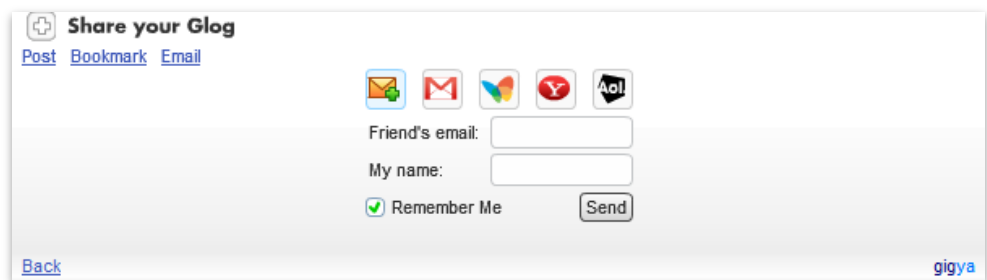 Share your Glog
Post Bookmark Email
Aol.
Friend's email:
My name:
Remember Me Send
Back gigya